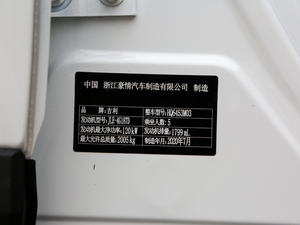 中国 浙江豪情汽车制造有限公司 制造
品牌：吉利 整车型号：HQ6453M03
发动机型号：JLE-4G18TD 乘坐人数：5
发动机最大净功率：120kW 发动机排量：1799mL
最大允许总质量：2005kg 制造年月：2020年7月